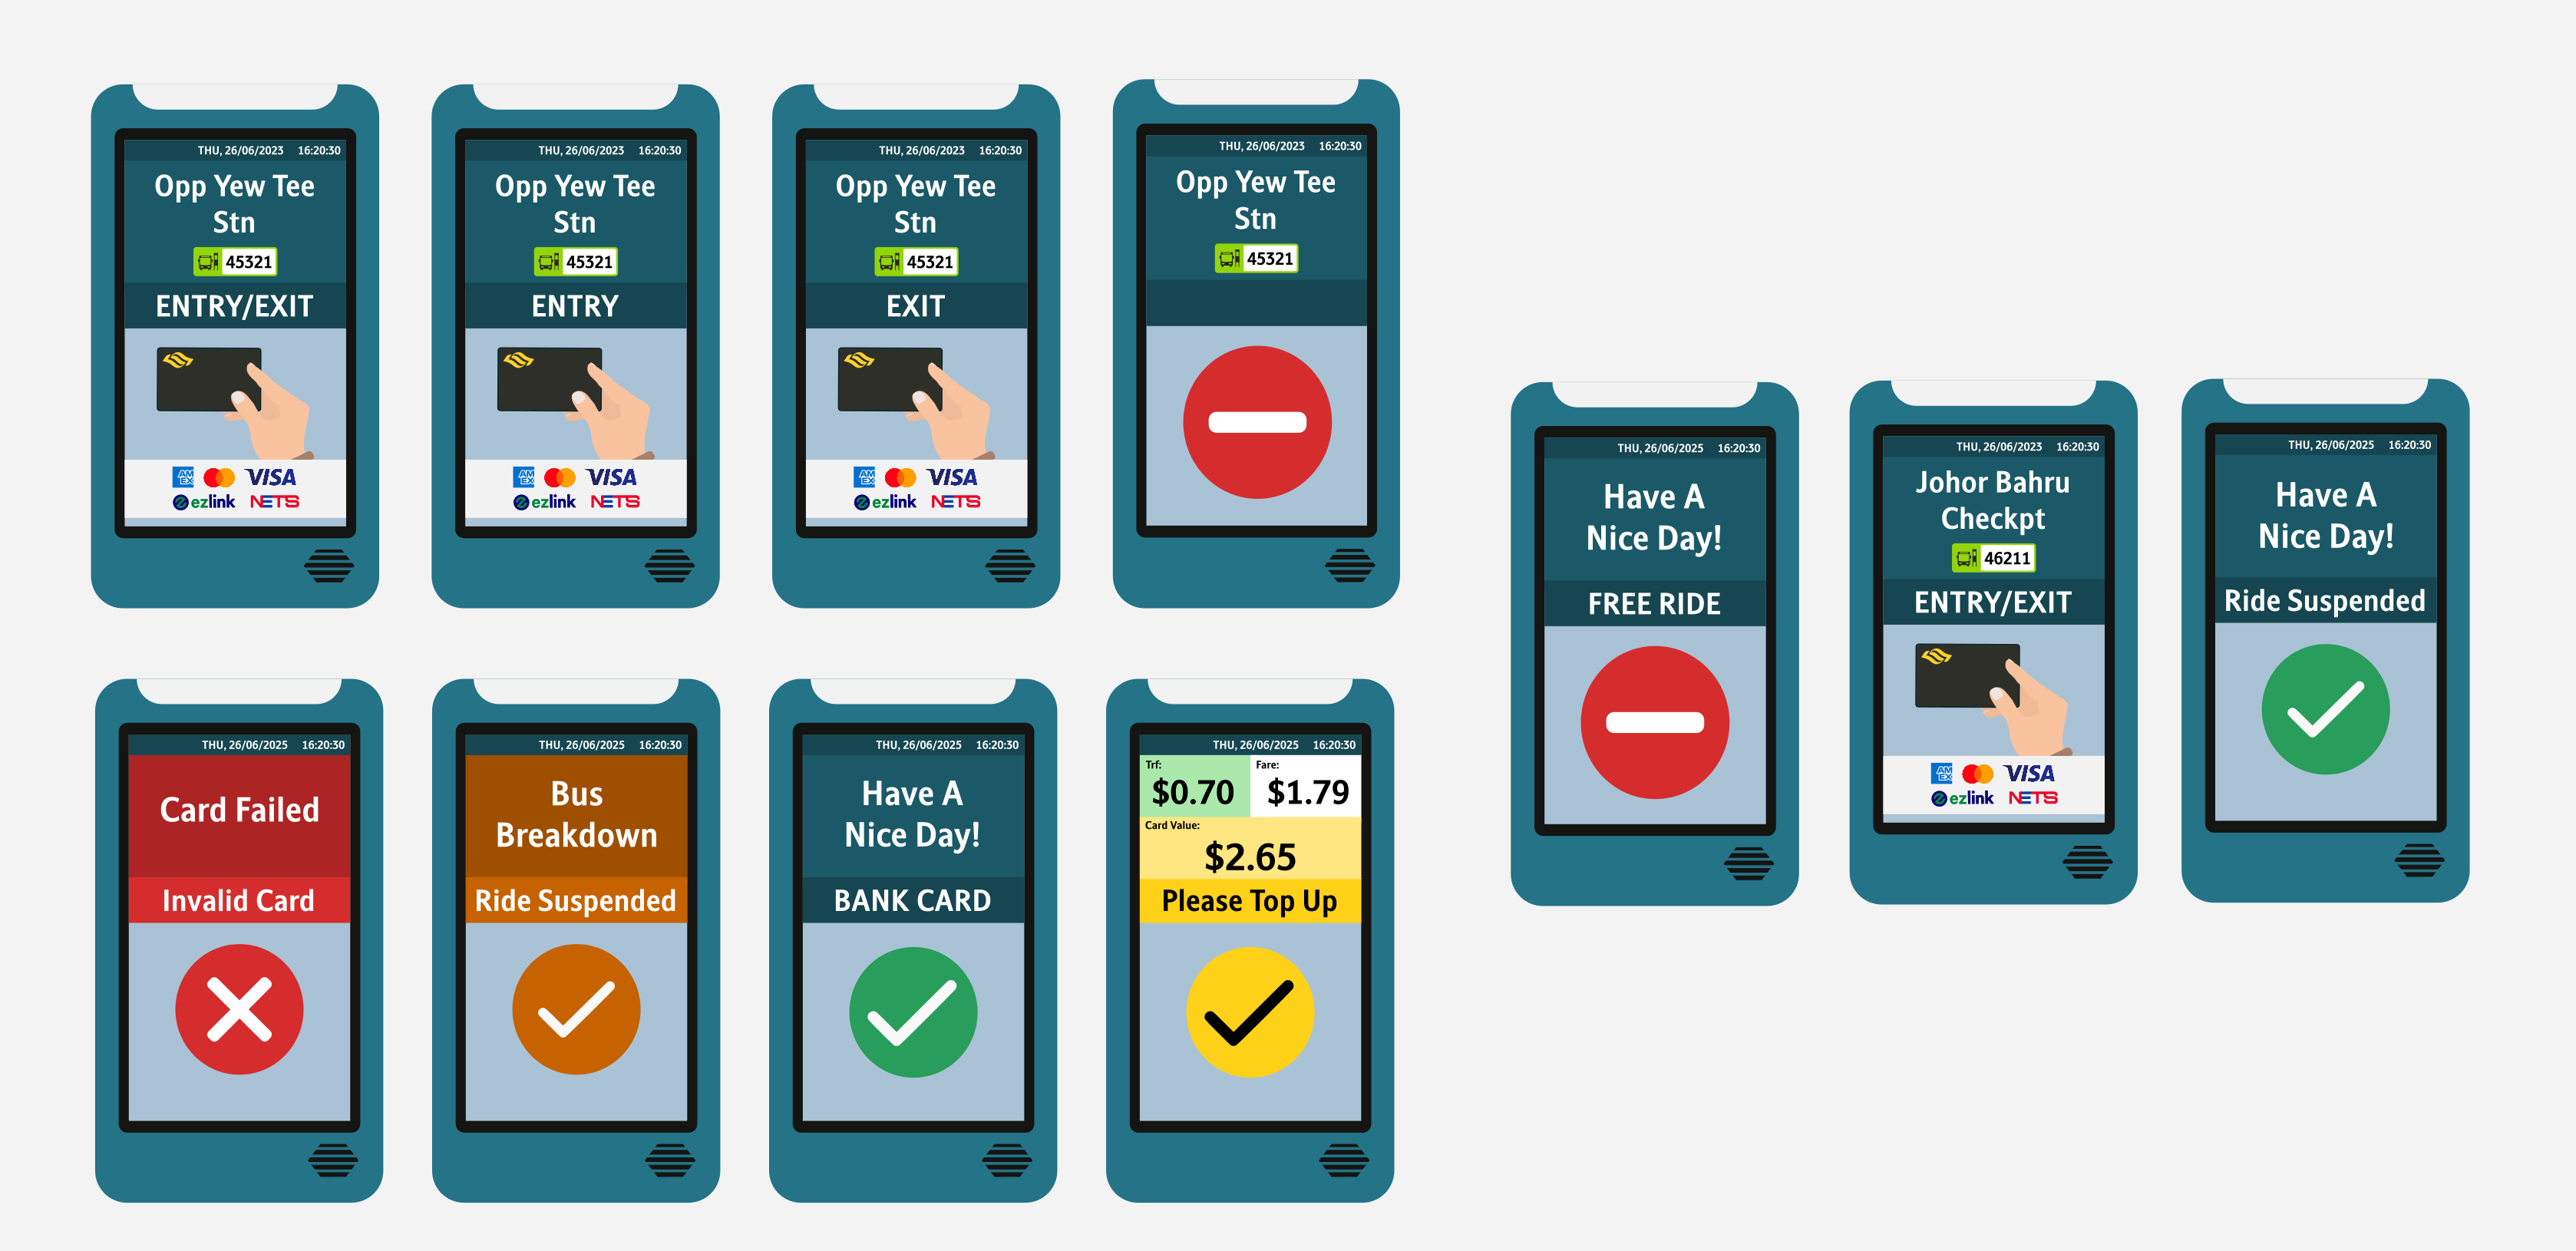 THU, 26/06/2023 16:20:30
Opp Yew Tee
Stn
45321
ENTRY/EXIT
AM
EX
VISA
ezlink
NETS
THU, 26/06/2023 16:20:30
Opp Yew Tee
Stn
45321
ENTRY
AM
EX
VISA
ezlink
NETS
THU, 26/06/2023 16:20:30
Opp Yew Tee
Stn
45321
EXIT
AM
EX
VISA
ezlink
NETS
THU, 26/06/2023 16:20:30
Opp Yew Tee
Stn
45321
THU, 26/06/2025 16:20:30
Card Failed
Invalid Card
THU, 26/06/2025 16:20:30
Bus
Breakdown
Ride Suspended
THU, 26/06/2025 16:20:30
Have A
Nice Day!
BANK CARD
THU, 26/06/2025 16:20:30
Trf: Fare:
$0.70 $1.79
Card Value:
$2.65
Please Top Up
THU, 26/06/2025 16:20:30
Have A
Nice Day!
FREE RIDE
THU, 26/06/2023 16:20:30
Johor Bahru
Checkpt
46211
ENTRY/EXIT
AM
EX
VISA
ezlink
NETS
THU, 26/06/2025 16:20:30
Have A
Nice Day!
Ride Suspended